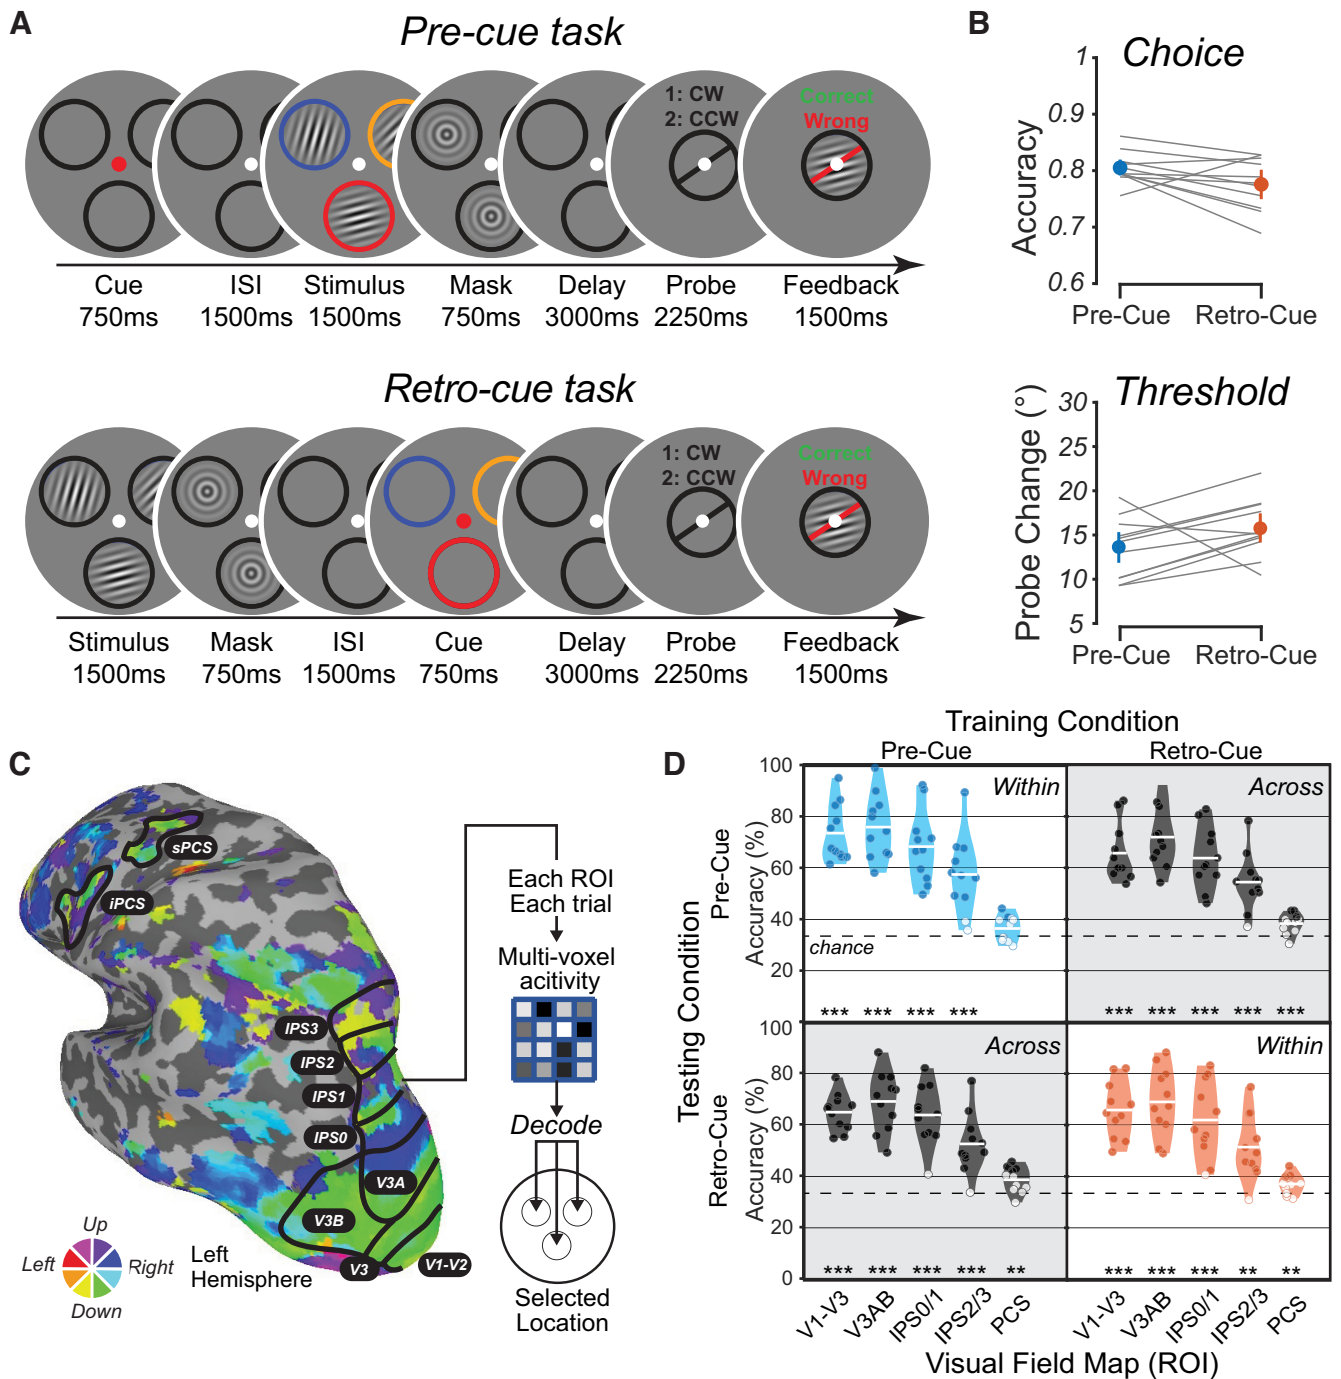 A
Pre-cue task
1: CW
2: CCW
Correct
Wrong
Cue
750ms
ISI
1500ms
Stimulus
1500ms
Mask
750ms
Delay
3000ms
Probe
2250ms
Feedback
1500ms
Retro-cue task
1: CW
2: CCW
Correct
Wrong
Stimulus
1500ms
Mask
750ms
ISI
1500ms
Cue
750ms
Delay
3000ms
Probe
2250ms
Feedback
1500ms
B
Choice
Accuracy
1
0.9
0.8
0.7
0.6
Pre-Cue
Retro-Cue
Threshold
Probe Change (°)
30
25
20
15
10
5
Pre-Cue
Retro-Cue
C
sPCS
iPCS
IPS3
IPS2
IPS1
IPS0
V3A
V3B
V3
V1-V2
Up
Left
Right
Down
Left
Hemisphere
Each ROI
Each trial
Multi-voxel
acitivity
Decode
Selected
Location
D
Training Condition
Pre-Cue
Retro-Cue
Testing Condition
Pre-Cue
Accuracy (%)
100
80
60
40
20
0
Within
chance
*** *** *** ***
Across
*** *** *** *** ***
Retro-Cue
Accuracy (%)
100
80
60
40
20
0
Across
*** *** *** *** **
Within
*** *** *** ** **
V1-V3
V3AB
IPS0/1
IPS2/3
PCS
V1-V3
V3AB
IPS0/1
IPS2/3
PCS
Visual Field Map (ROI)